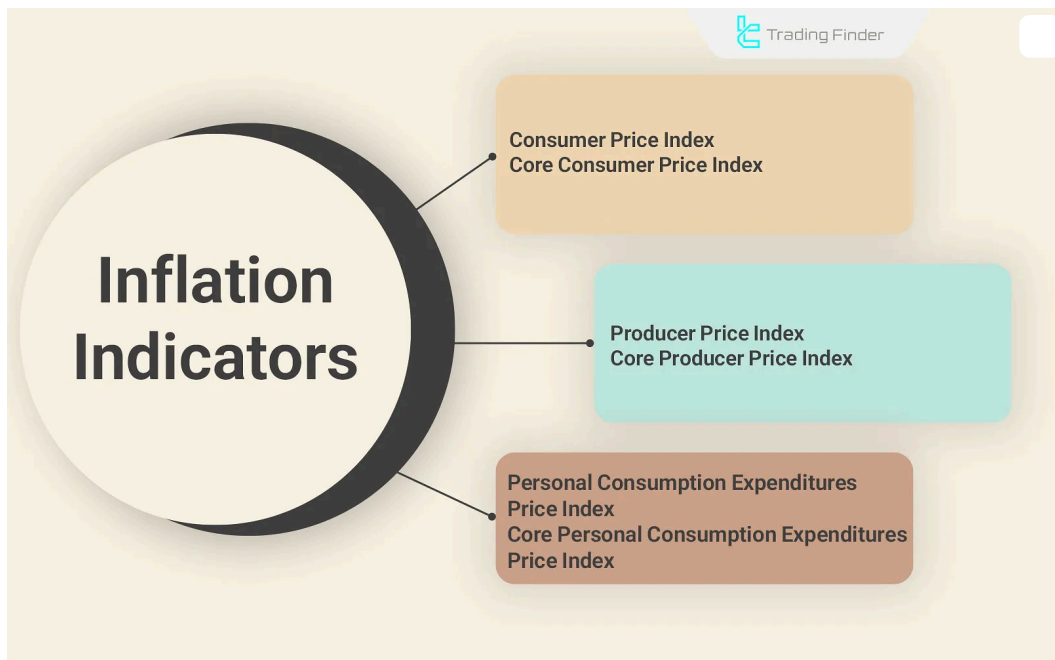 Trading Finder
Inflation
Indicators
Consumer Price Index
Core Consumer Price Index
Producer Price Index
Core Producer Price Index
Personal Consumption Expenditures
Price Index
Core Personal Consumption Expenditures
Price Index